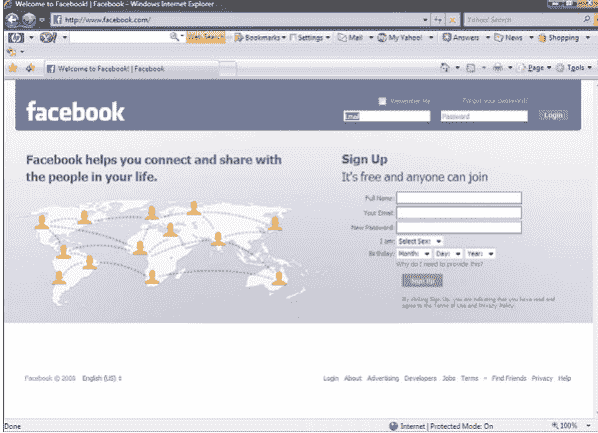 Welcome to Facebook! | Facebook - Windows Internet Explorer
http://www.facebook.com/
Yahoo! Search
Bookmarks Settings Mail My Yahoo! Answers News Shopping
Welcome to Facebook! | Facebook
Page Tools
Remember Me Forgot your password?
facebook
Email Password Login
Facebook helps you connect and share with
the people in your life.
Sign Up
It's free and anyone can join
Full Name:
Your Email:
New Password:
I am: Select Sex:
Birthday: Month: Day: Year:
Why do I need to provide this?
Sign Up
By clicking Sign Up, you are indicating that you have read and
agree to the Terms of Use and Privacy Policy.
Facebook © 2008 English (US)
Login About Advertising Developers Jobs Terms Find Friends Privacy Help
Done
Internet | Protected Mode: On 100%